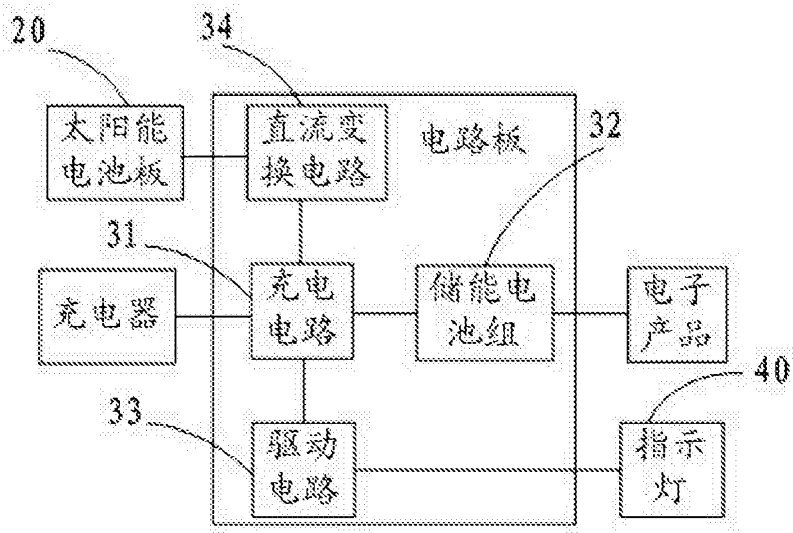 20
34
太阳能
电池板
直流变
换电路
电路板
32
31
充电器
充电
电路
储能电
池组
电子
产品
33
40
驱动
电路
指示
灯